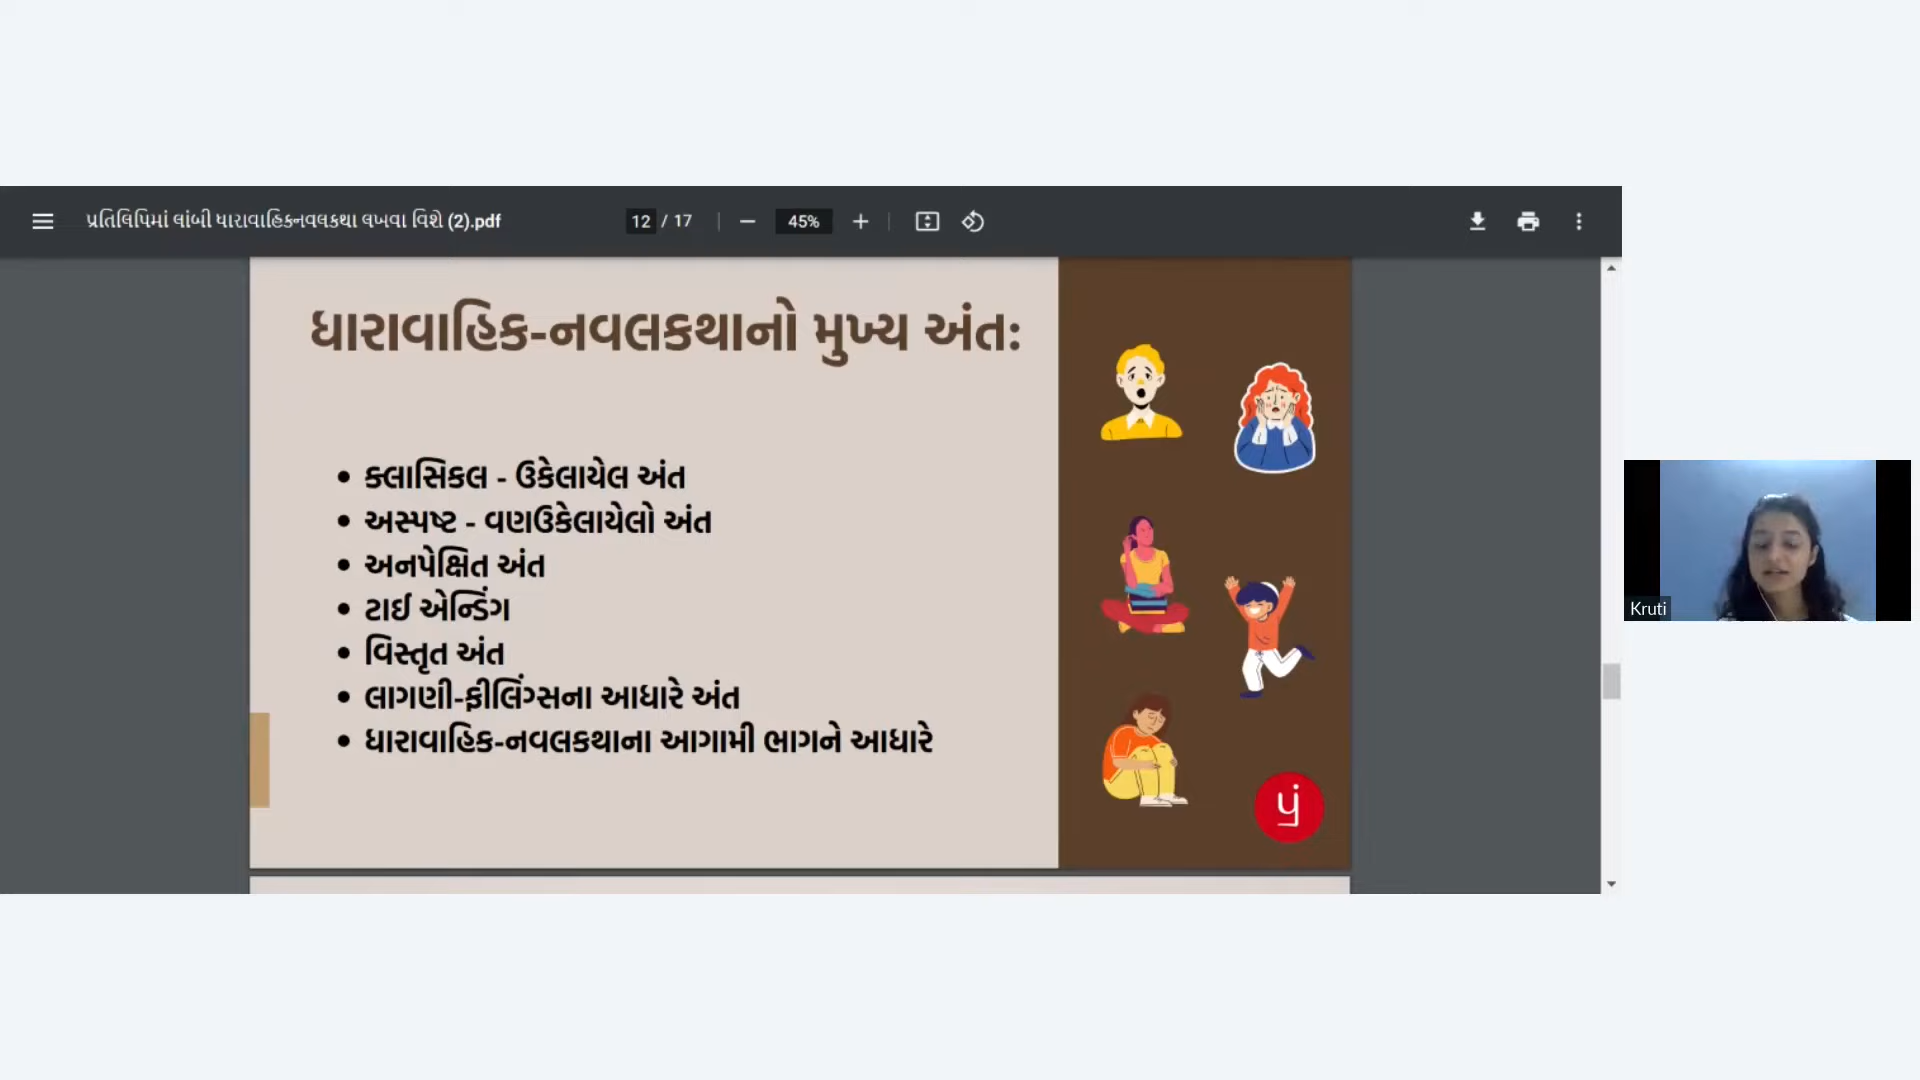 પ્રતિલિપિમાં લાંબી ધારાવાહિકનવલકથા લખવા વિશે (2).pdf
12 / 17
45%
ધારાવાહિક-નવલકથાનો મુખ્ય અંત:
• ક્લાસિકલ - ઉકેલાયેલ અંત
• અસ્પષ્ટ - વણઉકેલાયેલો અંત
• અનપેક્ષિત અંત
• ટાઈ એન્ડિંગ
• વિસ્તૃત અંત
• લાગણી-ફીલિંગ્સના આધારે અંત
• ધારાવાહિક-નવલકથાના આગામી ભાગને આધારે
Kruti